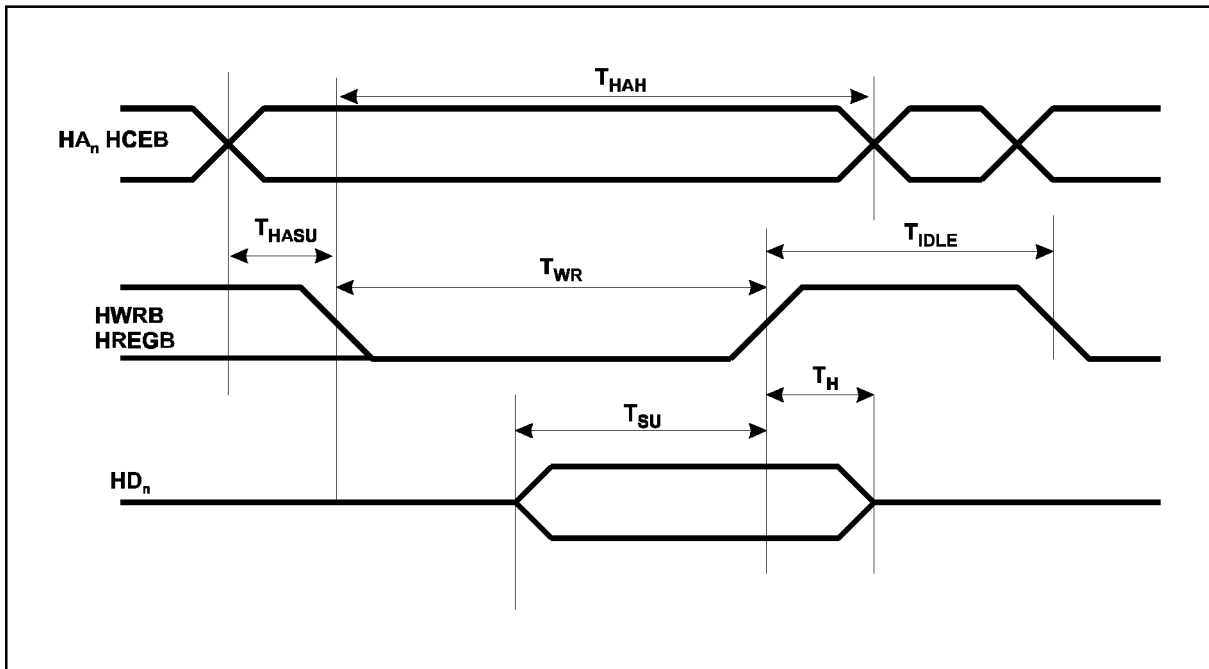 T_HAH
HA_n HCEB
T_HASU
T_IDLE
T_WR
HWRB
HREGB
T_H
T_SU
HD_n